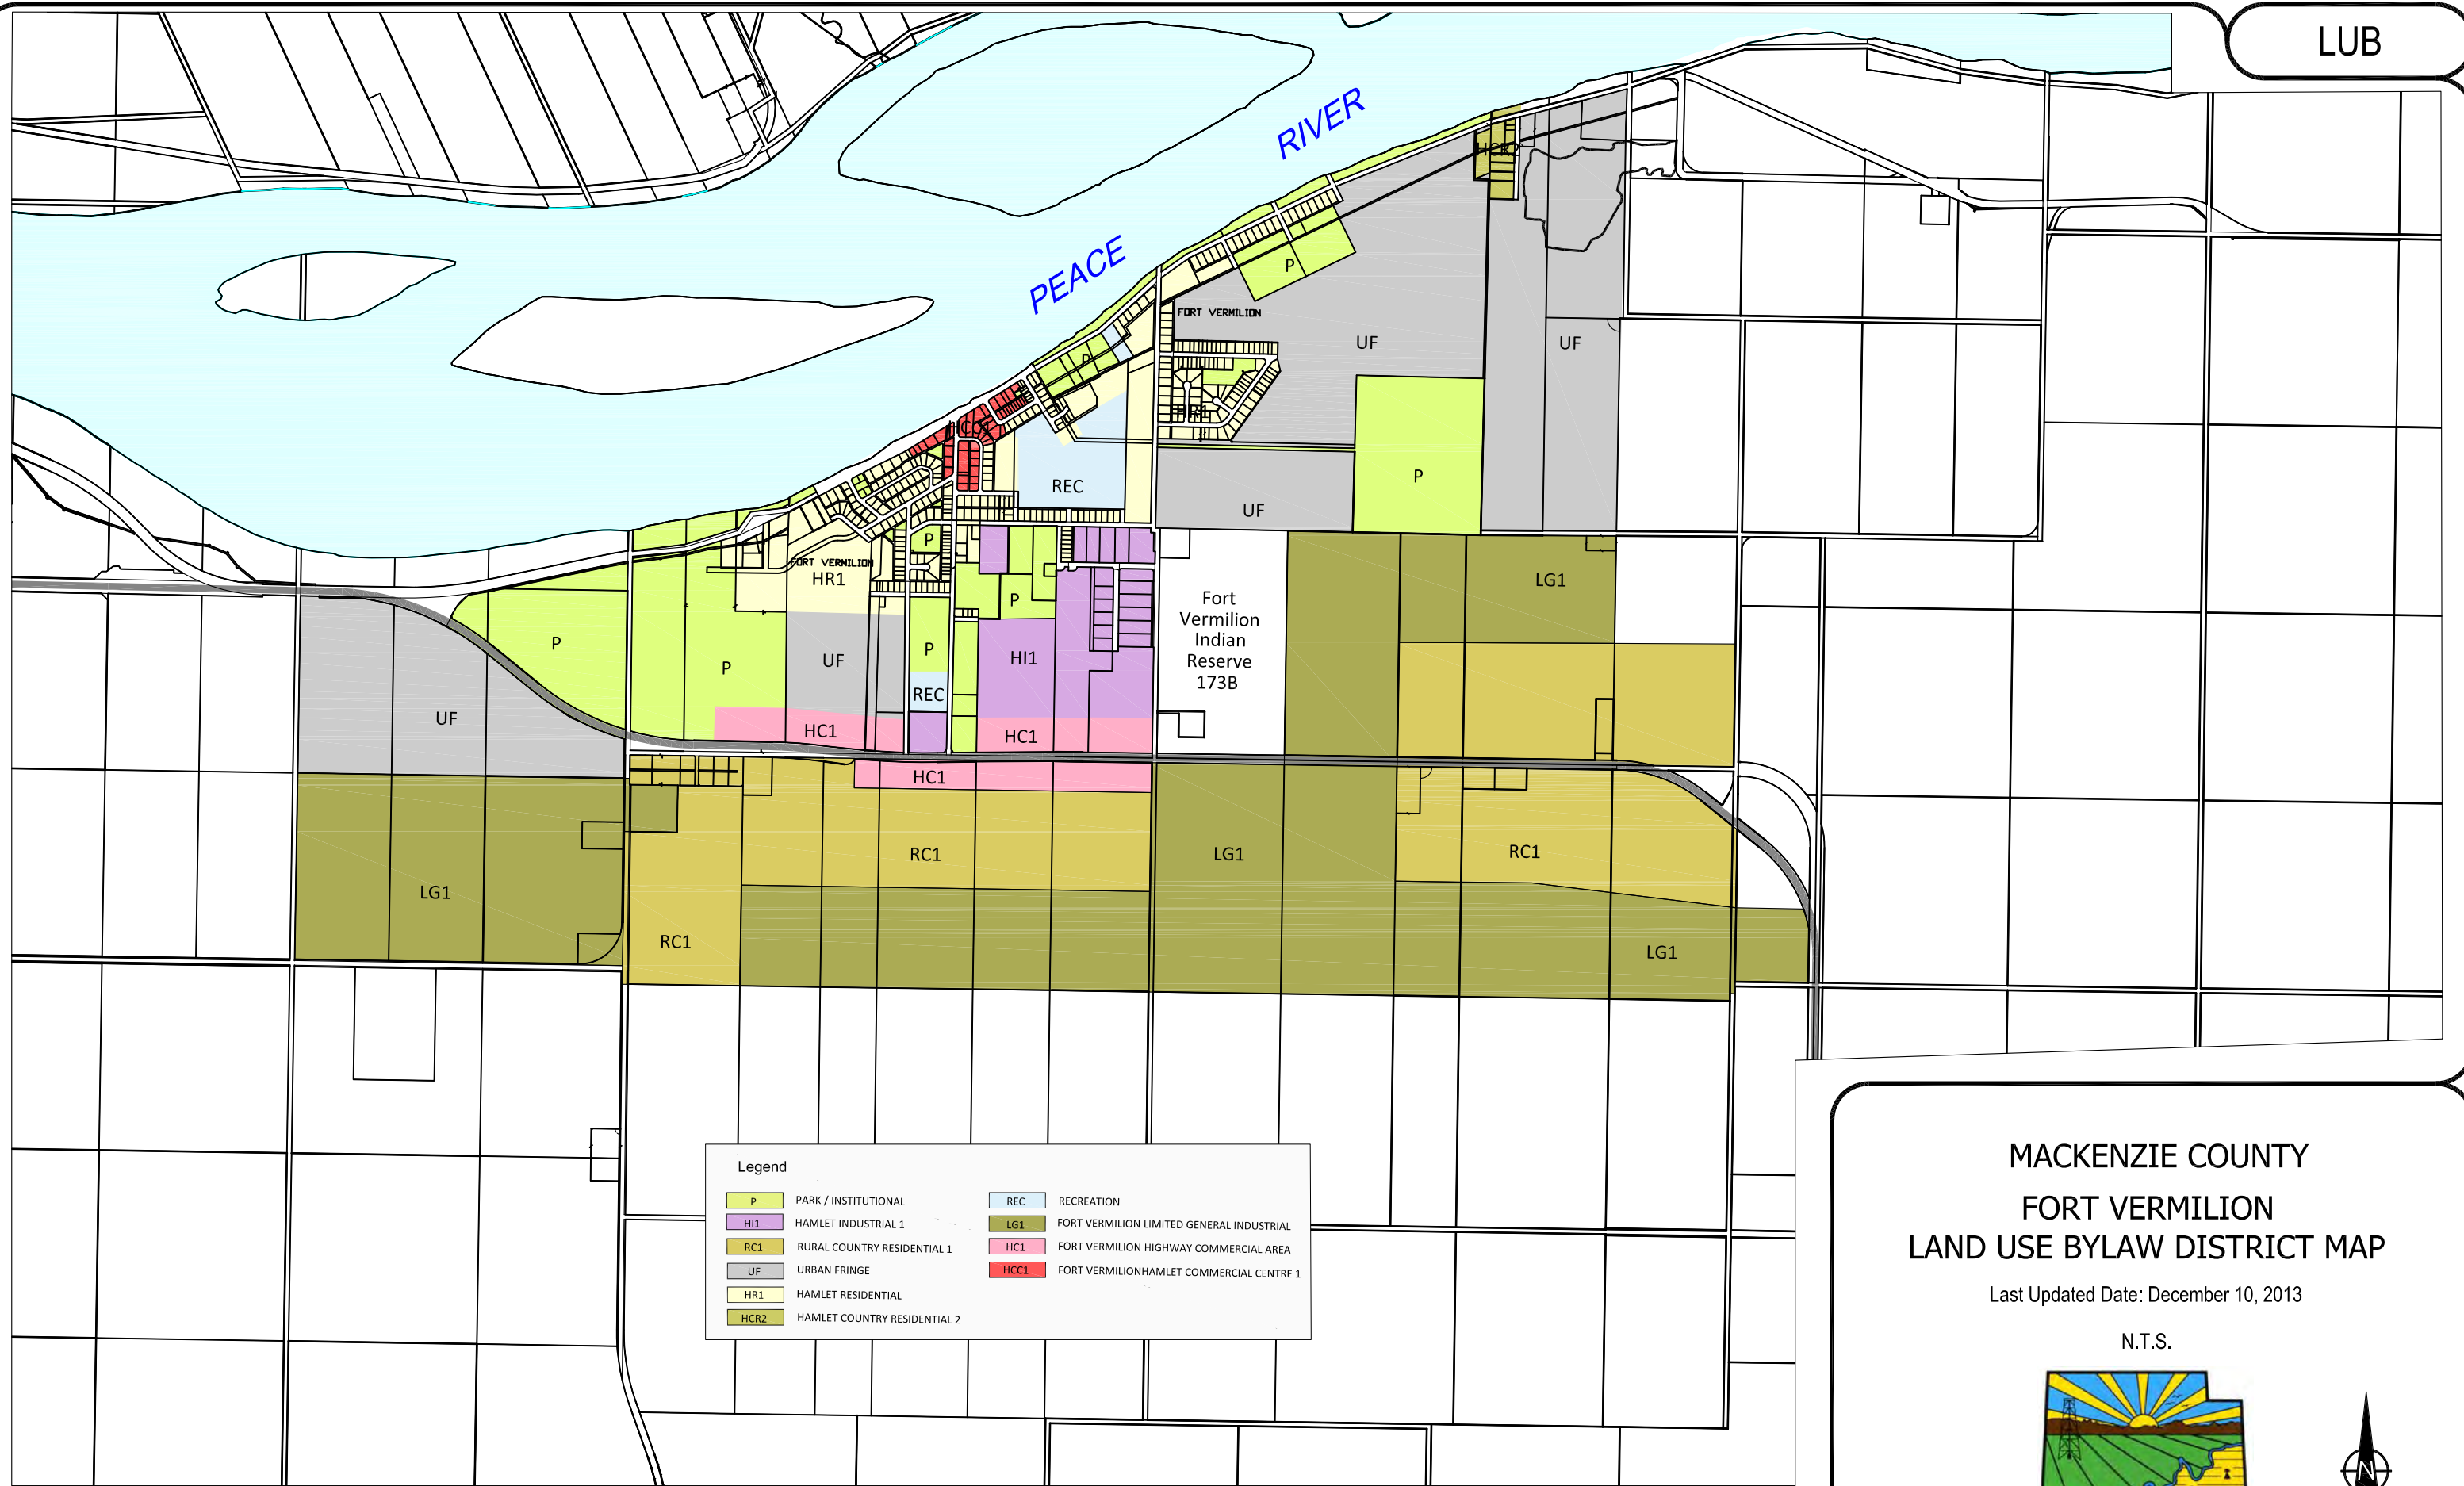 LUB
RIVER
PEACE
HCR2
P
FORT VERMILION
UF
UF
P
HR1
HCC1
P
REC
UF
P
FORT VERMILION
HR1
P
LG1
Fort
Vermilion
Indian
Reserve
173B
P
P
P
UF
P
HI1
REC
UF
HC1
HC1
HC1
RC1
LG1
RC1
LG1
RC1
LG1
Legend
P PARK / INSTITUTIONAL
HI1 HAMLET INDUSTRIAL 1
RC1 RURAL COUNTRY RESIDENTIAL 1
UF URBAN FRINGE
HR1 HAMLET RESIDENTIAL
HCR2 HAMLET COUNTRY RESIDENTIAL 2
REC RECREATION
LG1 FORT VERMILION LIMITED GENERAL INDUSTRIAL
HC1 FORT VERMILION HIGHWAY COMMERCIAL AREA
HCC1 FORT VERMILIONHAMLET COMMERCIAL CENTRE 1
MACKENZIE COUNTY
FORT VERMILION
LAND USE BYLAW DISTRICT MAP
Last Updated Date: December 10, 2013
N.T.S.
N